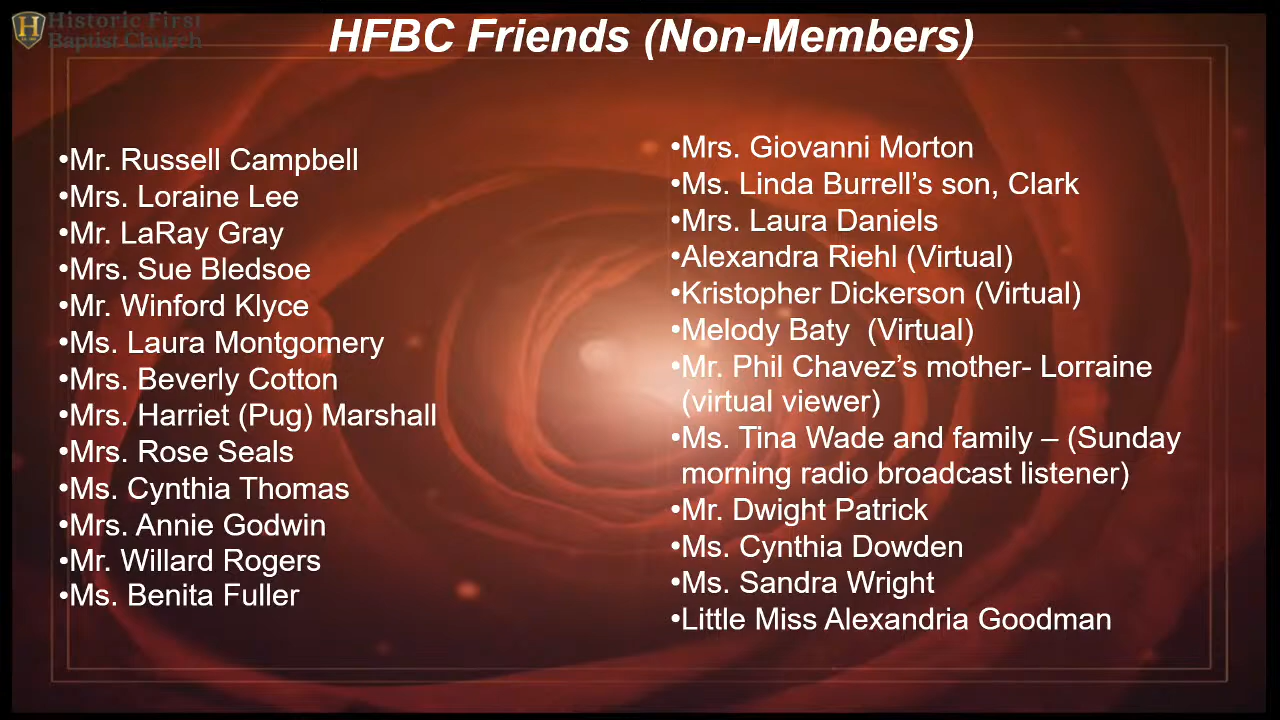 Historic First
Baptist Church
HFBC Friends (Non-Members)
•Mr. Russell Campbell
•Mrs. Loraine Lee
•Mr. LaRay Gray
•Mrs. Sue Bledsoe
•Mr. Winford Klyce
•Ms. Laura Montgomery
•Mrs. Beverly Cotton
•Mrs. Harriet (Pug) Marshall
•Mrs. Rose Seals
•Ms. Cynthia Thomas
•Mrs. Annie Godwin
•Mr. Willard Rogers
•Ms. Benita Fuller
•Mrs. Giovanni Morton
•Ms. Linda Burrell’s son, Clark
•Mrs. Laura Daniels
•Alexandra Riehl (Virtual)
•Kristopher Dickerson (Virtual)
•Melody Baty  (Virtual)
•Mr. Phil Chavez’s mother- Lorraine
(virtual viewer)
•Ms. Tina Wade and family – (Sunday
morning radio broadcast listener)
•Mr. Dwight Patrick
•Ms. Cynthia Dowden
•Ms. Sandra Wright
•Little Miss Alexandria Goodman